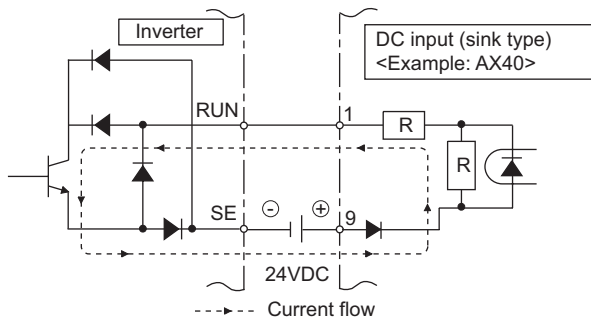 Inverter
DC input (sink type)
<Example: AX40>
RUN
1
R
R
SE
- +
9
24VDC
Current flow